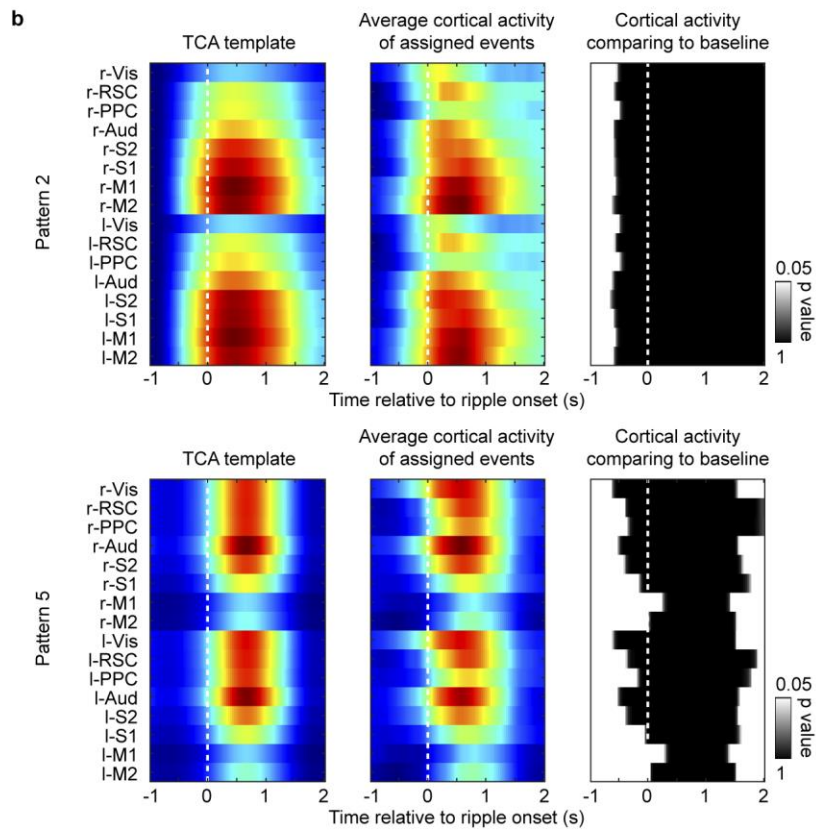 b
TCA template
Average cortical activity
of assigned events
Cortical activity
comparing to baseline
Pattern 2
r-Vis
r-RSC
r-PPC
r-Aud
r-S2
r-S1
r-M1
r-M2
l-Vis
l-RSC
l-PPC
l-Aud
l-S2
l-S1
l-M1
l-M2
-1 0 1 2
-1 0 1 2
-1 0 1 2
Time relative to ripple onset (s)
0.05
p value
1
TCA template
Average cortical activity
of assigned events
Cortical activity
comparing to baseline
Pattern 5
r-Vis
r-RSC
r-PPC
r-Aud
r-S2
r-S1
r-M1
r-M2
l-Vis
l-RSC
l-PPC
l-Aud
l-S2
l-S1
l-M1
l-M2
-1 0 1 2
-1 0 1 2
-1 0 1 2
Time relative to ripple onset (s)
0.05
p value
1